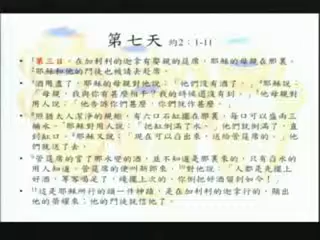 第七天 約2：1-11
• 1第三日，在加利利的迦拿有娶親的筵席，耶穌的母親在那裏。
2耶穌和他的門徒也被請去赴席。
• 3酒用盡了，耶穌的母親對他說：「他們沒有酒了。」4耶穌說：
「母親，我與你有甚麼相干？我的時候還沒有到。」5他母親
對用人說：「他告訴你們甚麼，你們就作甚麼。」
• 6照猶太人潔淨的規矩，有六口石缸擺在那裏，每口可以盛兩三
桶水。7耶穌對用人說：「把缸倒滿了水。」他們就倒滿了，直
到缸口。8耶穌又說：「現在可以舀出來，送給管筵席的。」他
們就送了去。
• 9管筵席的嘗了那水變的酒，並不知道是那裏來的，只有舀水的
用人知道。管筵席的便叫新郎來，10對他說：「人都是先擺上
好酒，等客喝足了，纔擺上次的，你倒把好酒留到如今！」
• 11這是耶穌所行的頭一件神蹟，是在加利利的迦拿行的，顯出
他的榮耀來；他的門徒就信他了。